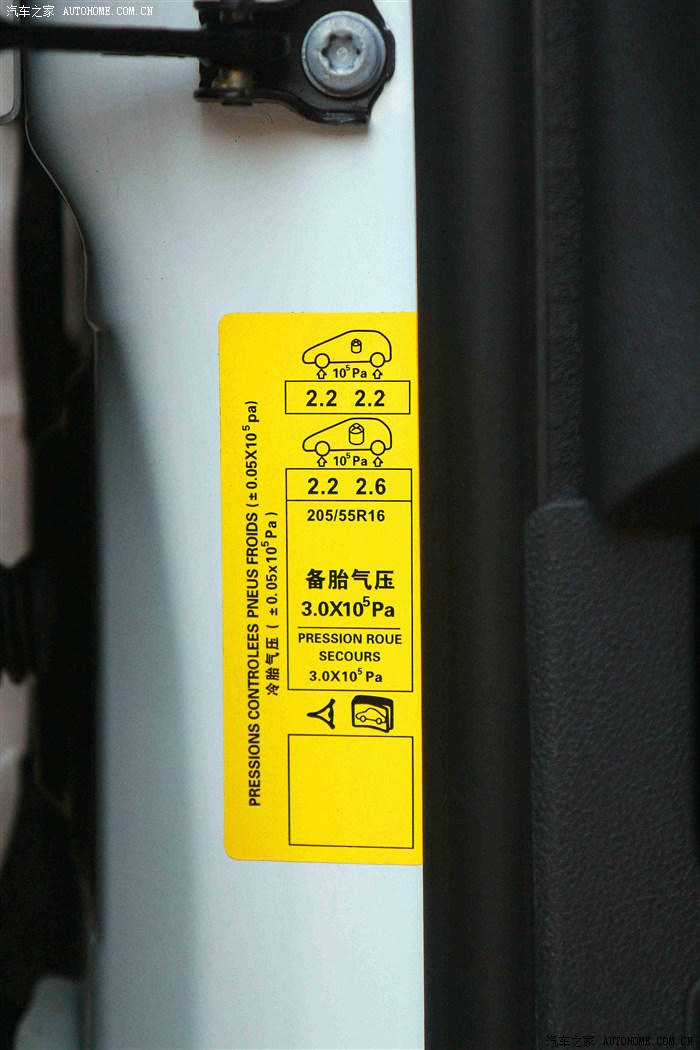 汽车之家 AUTOHOME.COM.CN
10⁵Pa
2.2 2.2
10⁵Pa
2.2 2.6
205/55R16
备胎气压
3.0X10⁵Pa
PRESSION ROUE
SECOURS
3.0X10⁵Pa
PRESSIONS CONTROLEES PNEUS FROIDS (±0.05X10⁵pa)
冷胎气压 (±0.05x10⁵Pa)
汽车之家 AUTOHOME.COM.CN